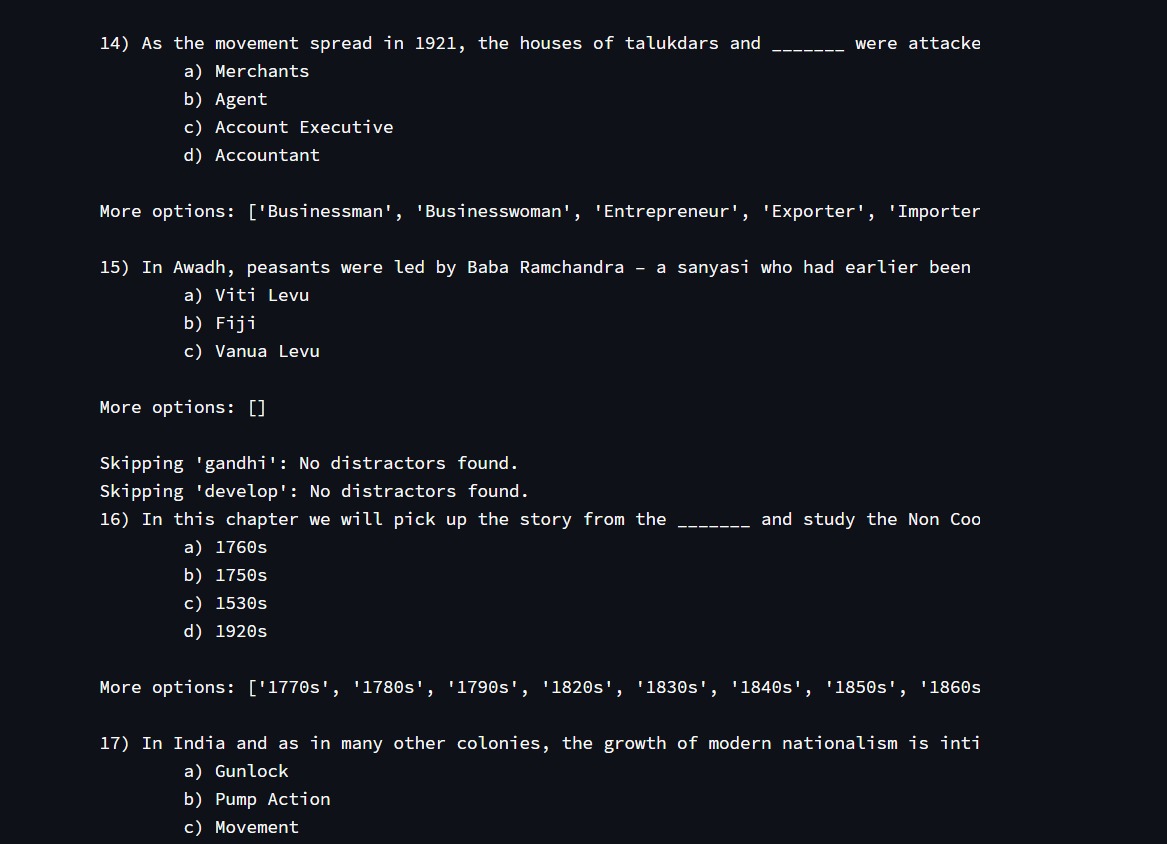 14) As the movement spread in 1921, the houses of talukdars and _______ were attacke
a) Merchants
b) Agent
c) Account Executive
d) Accountant
More options: ['Businessman', 'Businesswoman', 'Entrepreneur', 'Exporter', 'Importer
15) In Awadh, peasants were led by Baba Ramchandra – a sanyasi who had earlier been
a) Viti Levu
b) Fiji
c) Vanua Levu
More options: []
Skipping 'gandhi': No distractors found.
Skipping 'develop': No distractors found.
16) In this chapter we will pick up the story from the _______ and study the Non Coo
a) 1760s
b) 1750s
c) 1530s
d) 1920s
More options: ['1770s', '1780s', '1790s', '1820s', '1830s', '1840s', '1850s', '1860s
17) In India and as in many other colonies, the growth of modern nationalism is inti
a) Gunlock
b) Pump Action
c) Movement